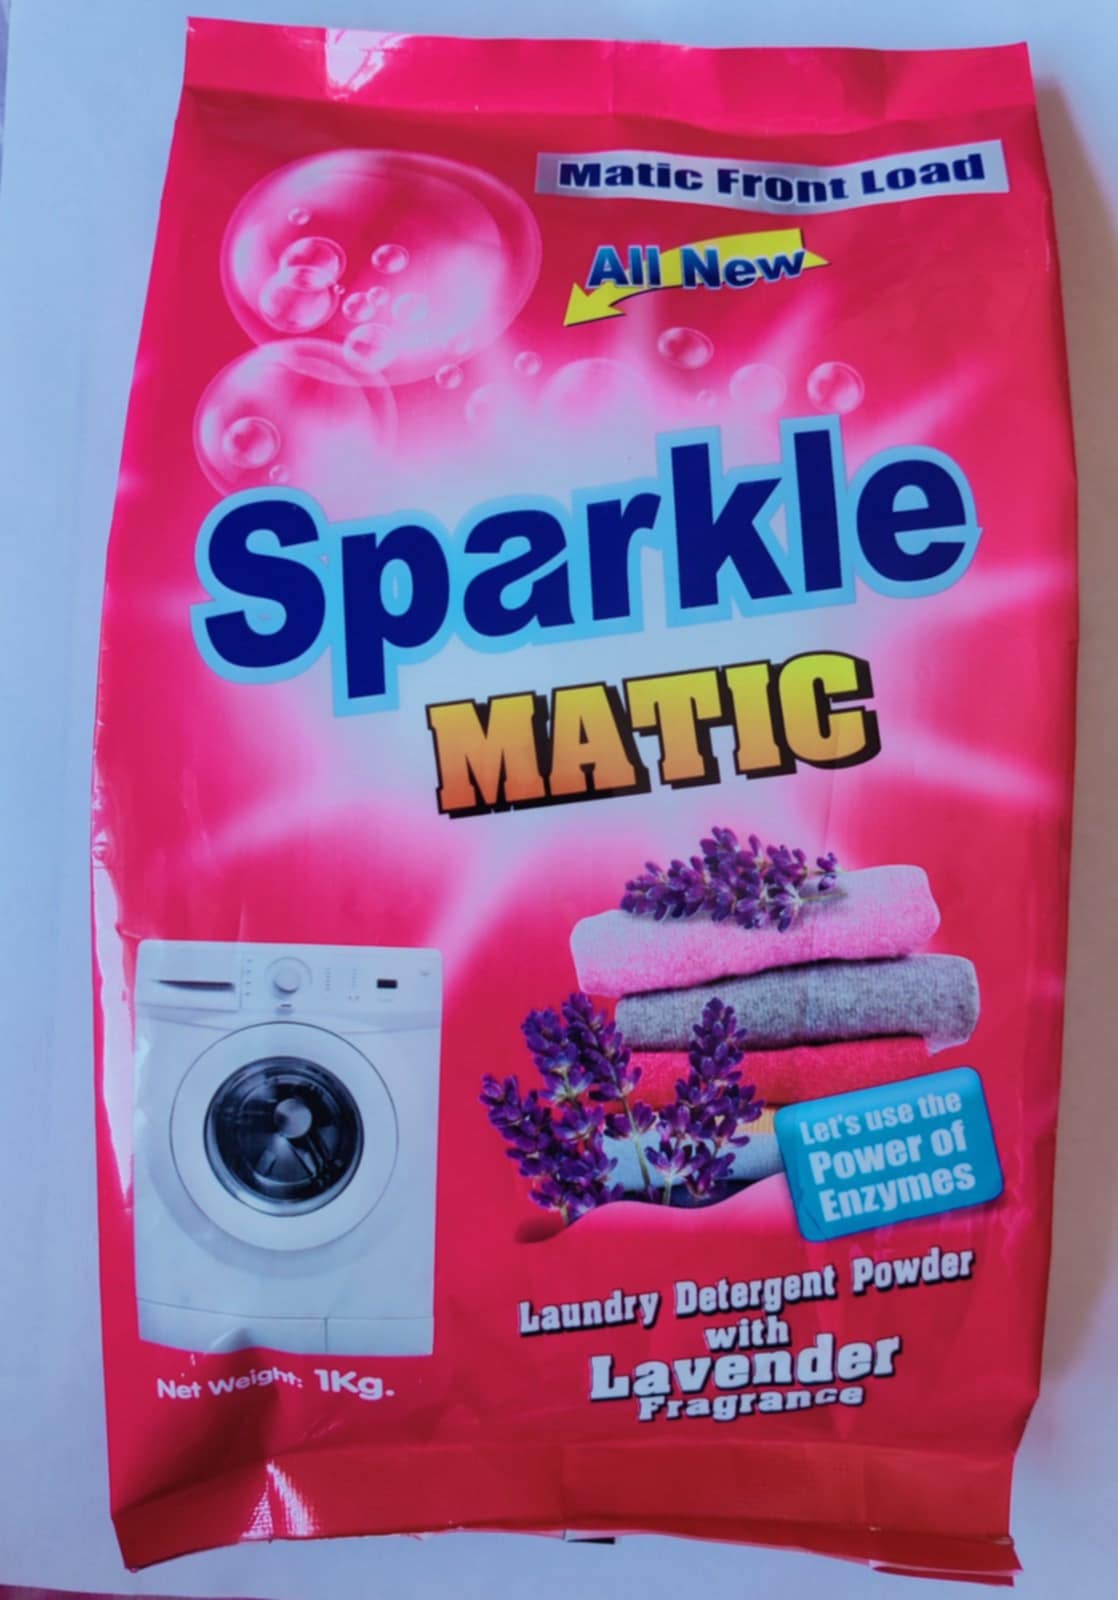 Matic Front Load
All New
Sparkle
MATIC
Let's use the
Power of
Enzymes
Laundry Detergent Powder
with
Lavender
Fragrance
Net Weight: 1Kg.